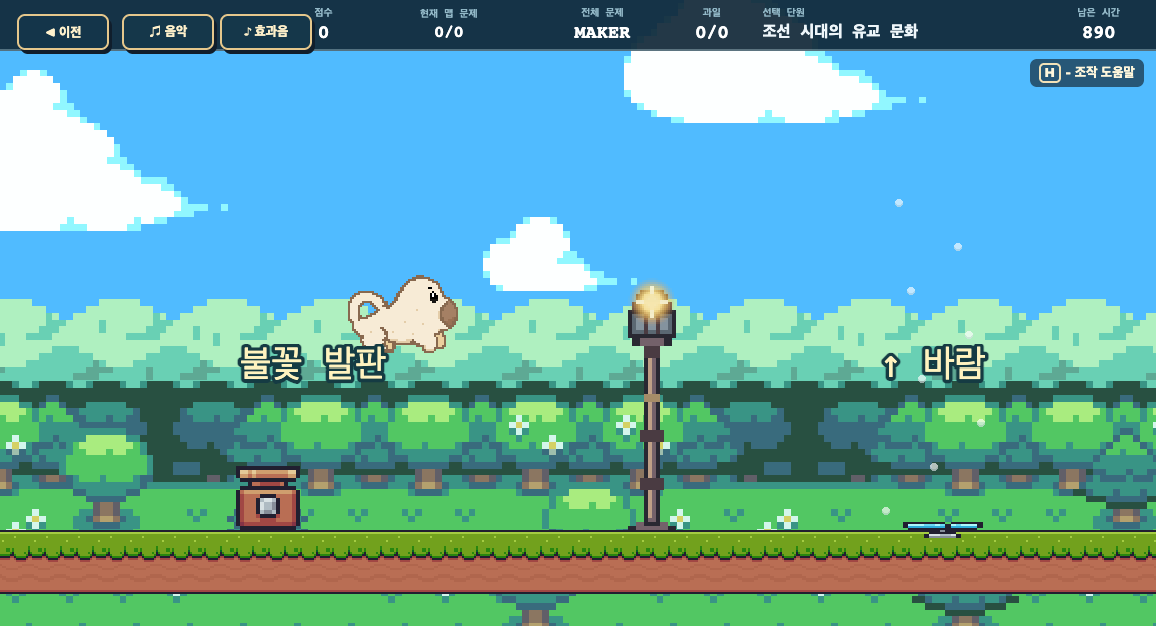 ◀ 이전
♫ 음악
♪ 효과음
점수
0
현재 맵 문제
0/0
전체 문제
MAKER
과일
0/0
선택 단원
조선 시대의 유교 문화
남은 시간
890
H - 조작 도움말
불꽃 발판
↑ 바람